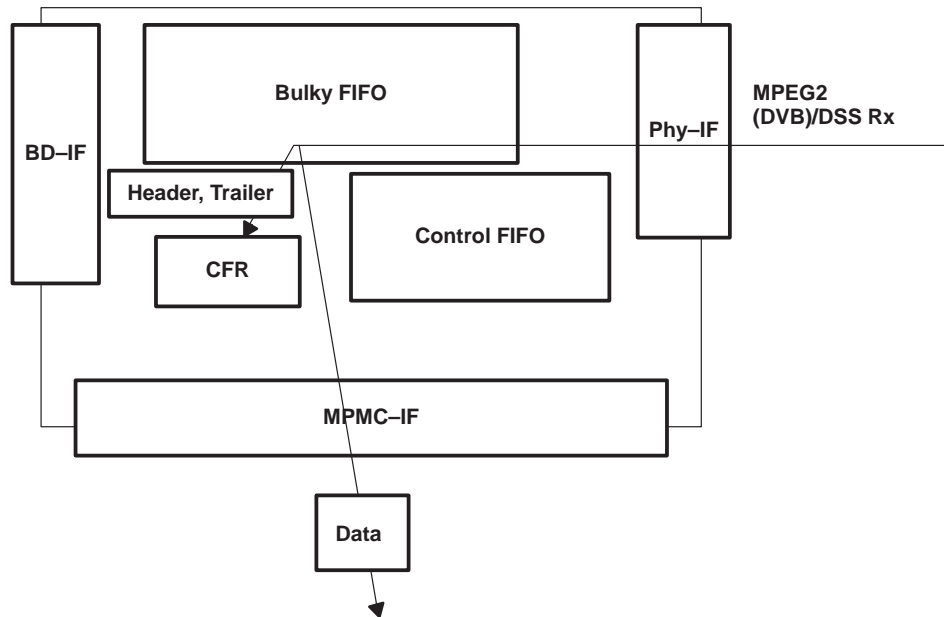 Bulky FIFO
MPEG2
(DVB)/DSS Rx
Phy–IF
BD–IF
Header, Trailer
Control FIFO
CFR
MPMC–IF
Data